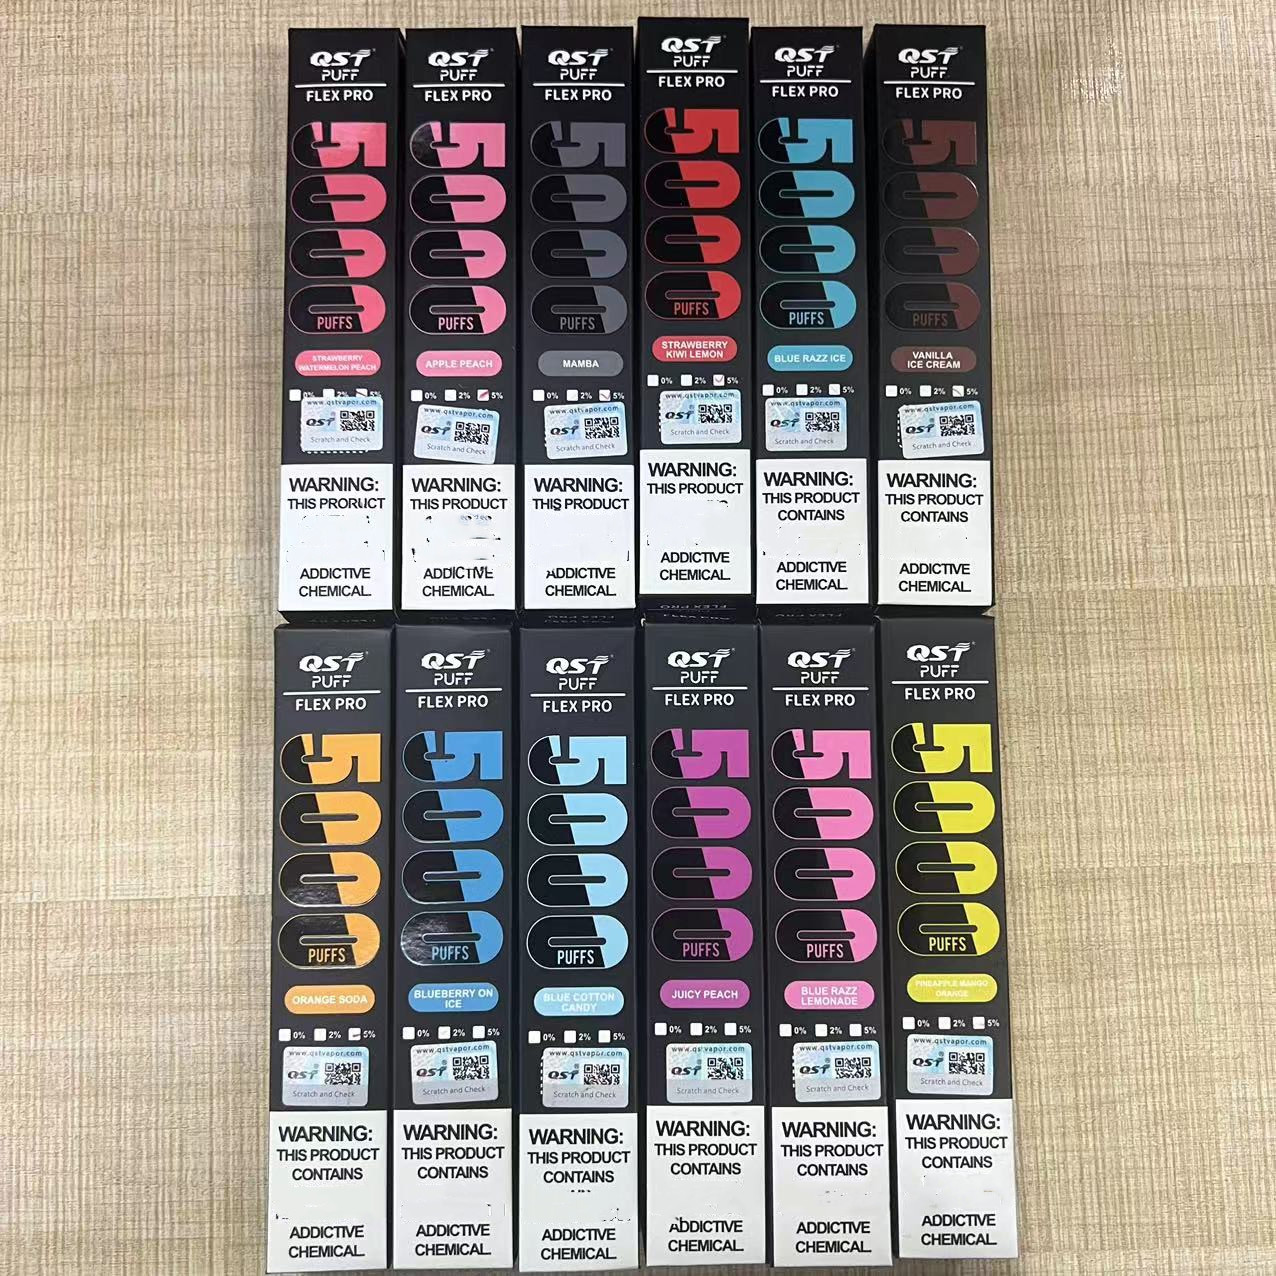 QST
PUFF
FLEX PRO
5000
PUFFS
STRAWBERRY
WATERMELON PEACH
0% 2% 5%
www.qstvapor.com
QST
Scratch and Check
WARNING:
THIS PRODUCT
ADDICTIVE
CHEMICAL.
QST
PUFF
FLEX PRO
5000
PUFFS
APPLE PEACH
0% 2% 5%
www.qstvapor.com
QST
Scratch and Check
WARNING:
THIS PRODUCT
ADDICTIVE
CHEMICAL.
QST
PUFF
FLEX PRO
5000
PUFFS
MAMBA
0% 2% 5%
www.qstvapor.com
QST
Scratch and Check
WARNING:
THIS PRODUCT
ADDICTIVE
CHEMICAL.
QST
PUFF
FLEX PRO
5000
PUFFS
STRAWBERRY
KIWI LEMON
0% 2% 5%
www.qstvapor.com
QST
Scratch and Check
WARNING:
THIS PRODUCT
ADDICTIVE
CHEMICAL.
QST
PUFF
FLEX PRO
5000
PUFFS
BLUE RAZZ ICE
0% 2% 5%
www.qstvapor.com
QST
Scratch and Check
WARNING:
THIS PRODUCT
CONTAINS
ADDICTIVE
CHEMICAL.
QST
PUFF
FLEX PRO
5000
PUFFS
VANILLA
ICE CREAM
0% 2% 5%
www.qstvapor.com
QST
Scratch and Check
WARNING:
THIS PRODUCT
CONTAINS
ADDICTIVE
CHEMICAL.
QST
PUFF
FLEX PRO
5000
PUFFS
ORANGE SODA
0% 2% 5%
www.qstvapor.com
QST
Scratch and Check
WARNING:
THIS PRODUCT
CONTAINS
ADDICTIVE
CHEMICAL.
QST
PUFF
FLEX PRO
5000
PUFFS
BLUEBERRY ON
ICE
0% 2% 5%
www.qstvapor.com
QST
Scratch and Check
WARNING:
THIS PRODUCT
CONTAINS
ADDICTIVE
CHEMICAL.
QST
PUFF
FLEX PRO
5000
PUFFS
BLUE COTTON
CANDY
0% 2% 5%
www.qstvapor.com
QST
Scratch and Check
WARNING:
THIS PRODUCT
CONTAINS
ADDICTIVE
CHEMICAL.
QST
PUFF
FLEX PRO
5000
PUFFS
JUICY PEACH
0% 2% 5%
www.qstvapor.com
QST
Scratch and Check
WARNING:
THIS PRODUCT
CONTAINS
ADDICTIVE
CHEMICAL.
QST
PUFF
FLEX PRO
5000
PUFFS
BLUE RAZZ
LEMONADE
0% 2% 5%
www.qstvapor.com
QST
Scratch and Check
WARNING:
THIS PRODUCT
CONTAINS
ADDICTIVE
CHEMICAL.
QST
PUFF
FLEX PRO
5000
PUFFS
PINEAPPLE MANGO
ORANGE
0% 2% 5%
www.qstvapor.com
QST
Scratch and Check
WARNING:
THIS PRODUCT
CONTAINS
ADDICTIVE
CHEMICAL.